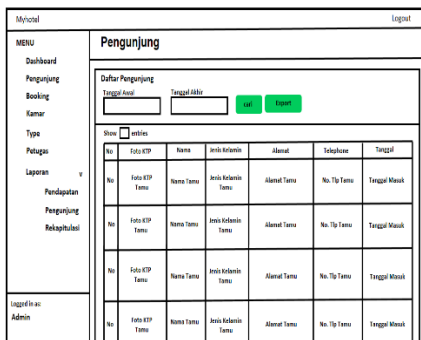 Myhotel
Logout
MENU
Dashboard
Pengunjung
Booking
Kamar
Type
Petugas
Laporan v
Pendapatan
Pengunjung
Rekapitulasi
Logged in as:
Admin
Pengunjung
Daftar Pengunjung
Tanggal Awal Tanggal Akhir
cari Export
Show entries
No Foto KTP Nama Jenis Kelamin Alamat Telephone Tanggal
No Foto KTP Tamu Nama Tamu Jenis Kelamin Tamu Alamat Tamu No. Tlp Tamu Tanggal Masuk
No Foto KTP Tamu Nama Tamu Jenis Kelamin Tamu Alamat Tamu No. Tlp Tamu Tanggal Masuk
No Foto KTP Tamu Nama Tamu Jenis Kelamin Tamu Alamat Tamu No. Tlp Tamu Tanggal Masuk
No Foto KTP Tamu Nama Tamu Jenis Kelamin Tamu Alamat Tamu No. Tlp Tamu Tanggal Masuk